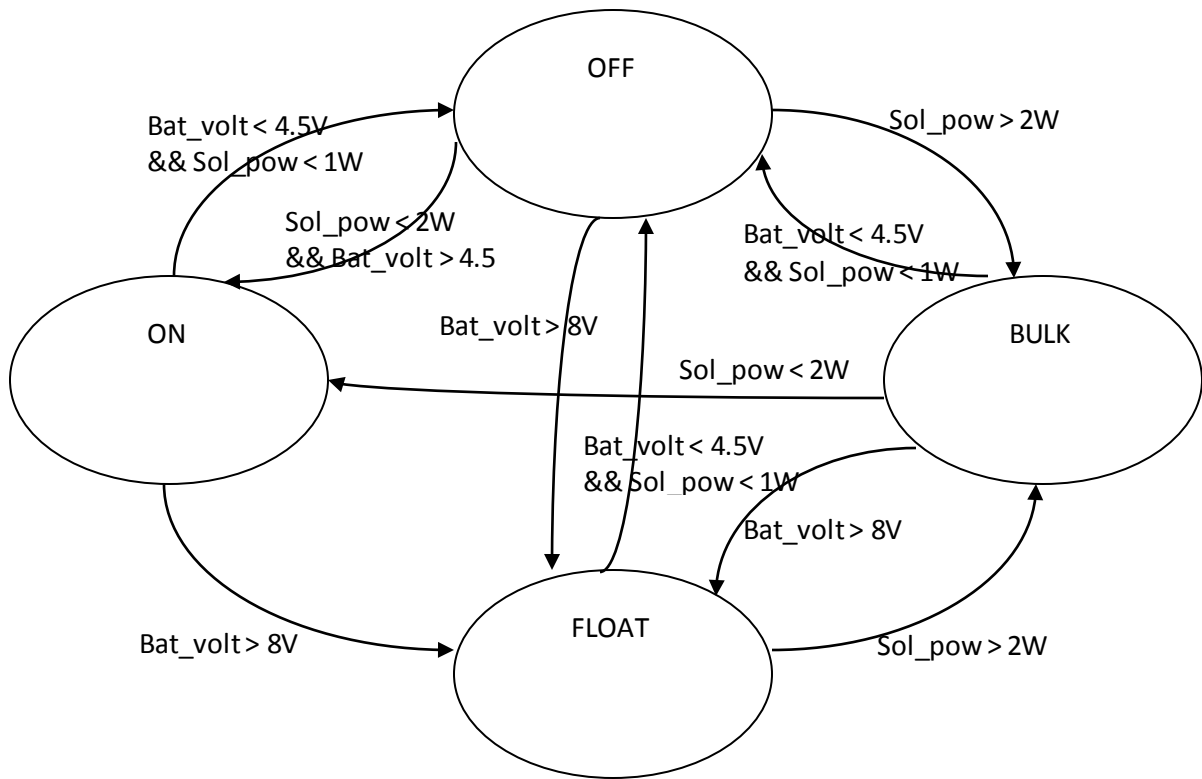 OFF
Bat_volt < 4.5V
&& Sol_pow < 1W
Sol_pow > 2W
Sol_pow < 2W
&& Bat_volt > 4.5
Bat_volt < 4.5V
&& Sol_pow < 1W
ON
Bat_volt > 8V
BULK
Sol_pow < 2W
Bat_volt < 4.5V
&& Sol_pow < 1W
Bat_volt > 8V
FLOAT
Bat_volt > 8V
Sol_pow > 2W